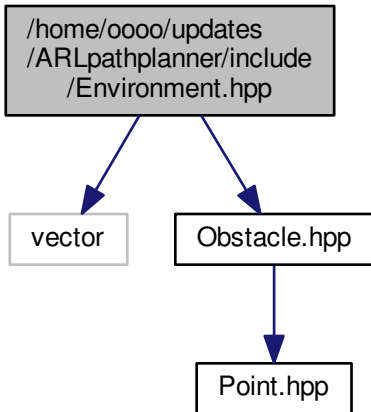 /home/oooo/updates
/ARLpathplanner/include
/Environment.hpp
vector
Obstacle.hpp
Point.hpp